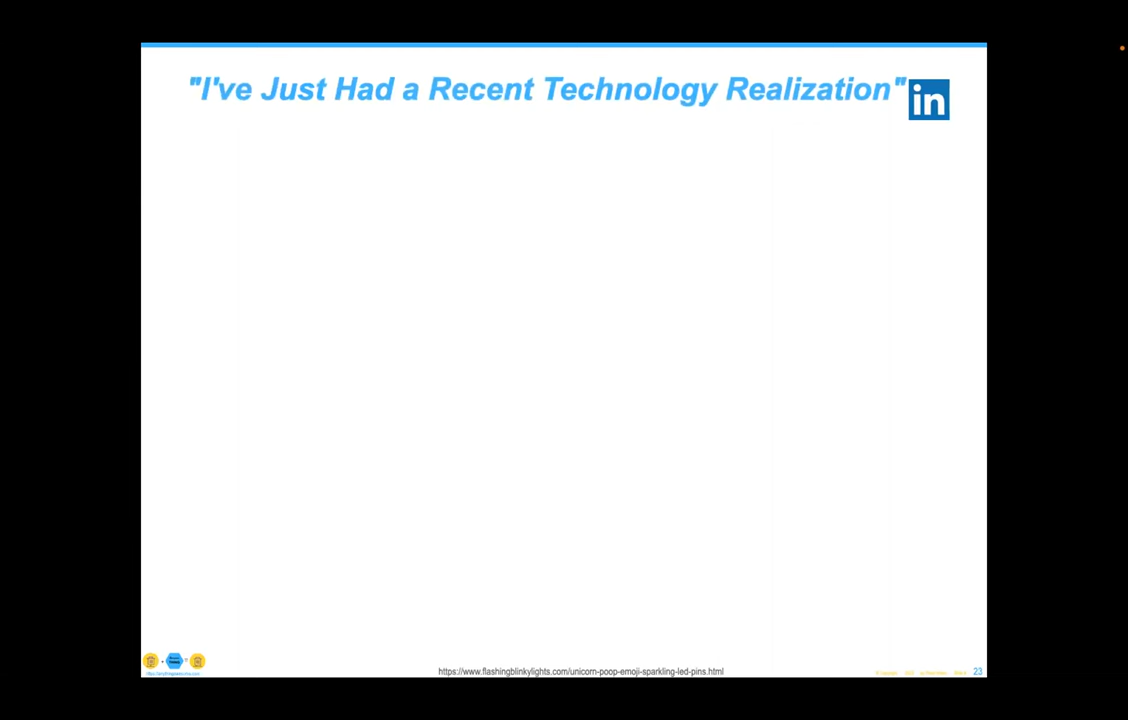 "I've Just Had a Recent Technology Realization"
in
https://www.flashingblinkylights.com/unicorn-poop-emoji-sparkling-led-pins.html
23